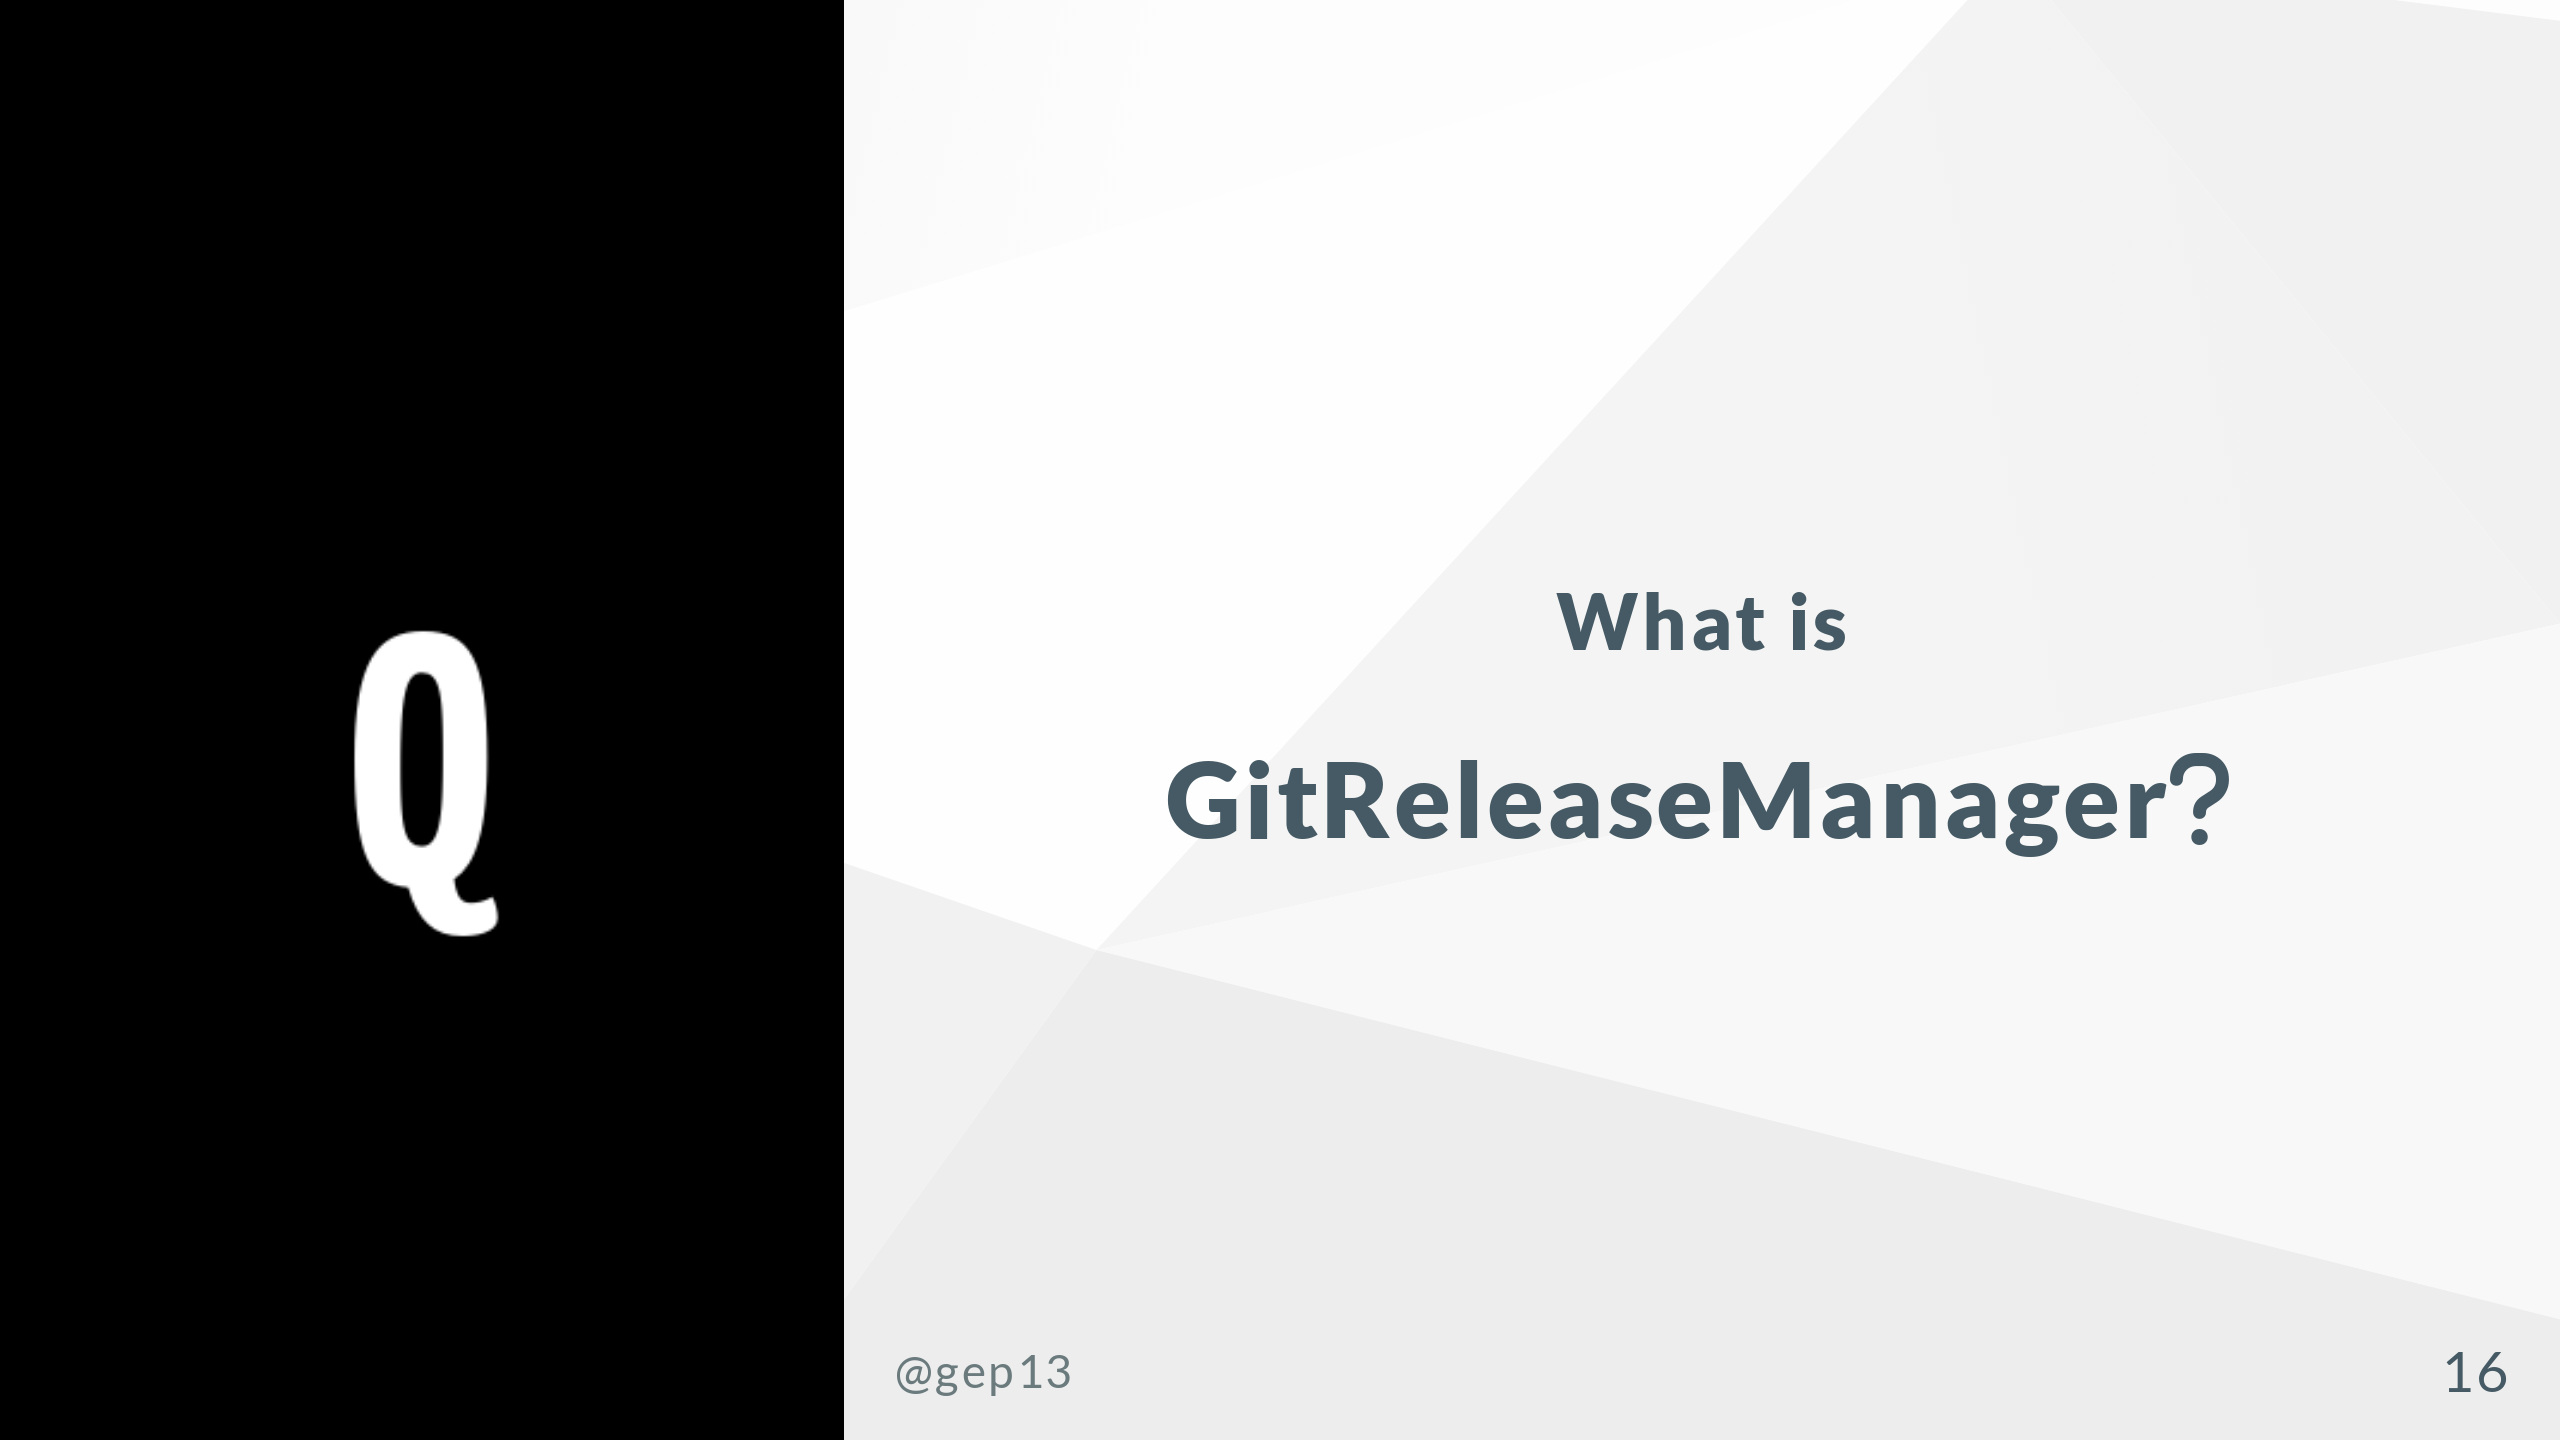 Q
What is
GitReleaseManager?
@gep13
16